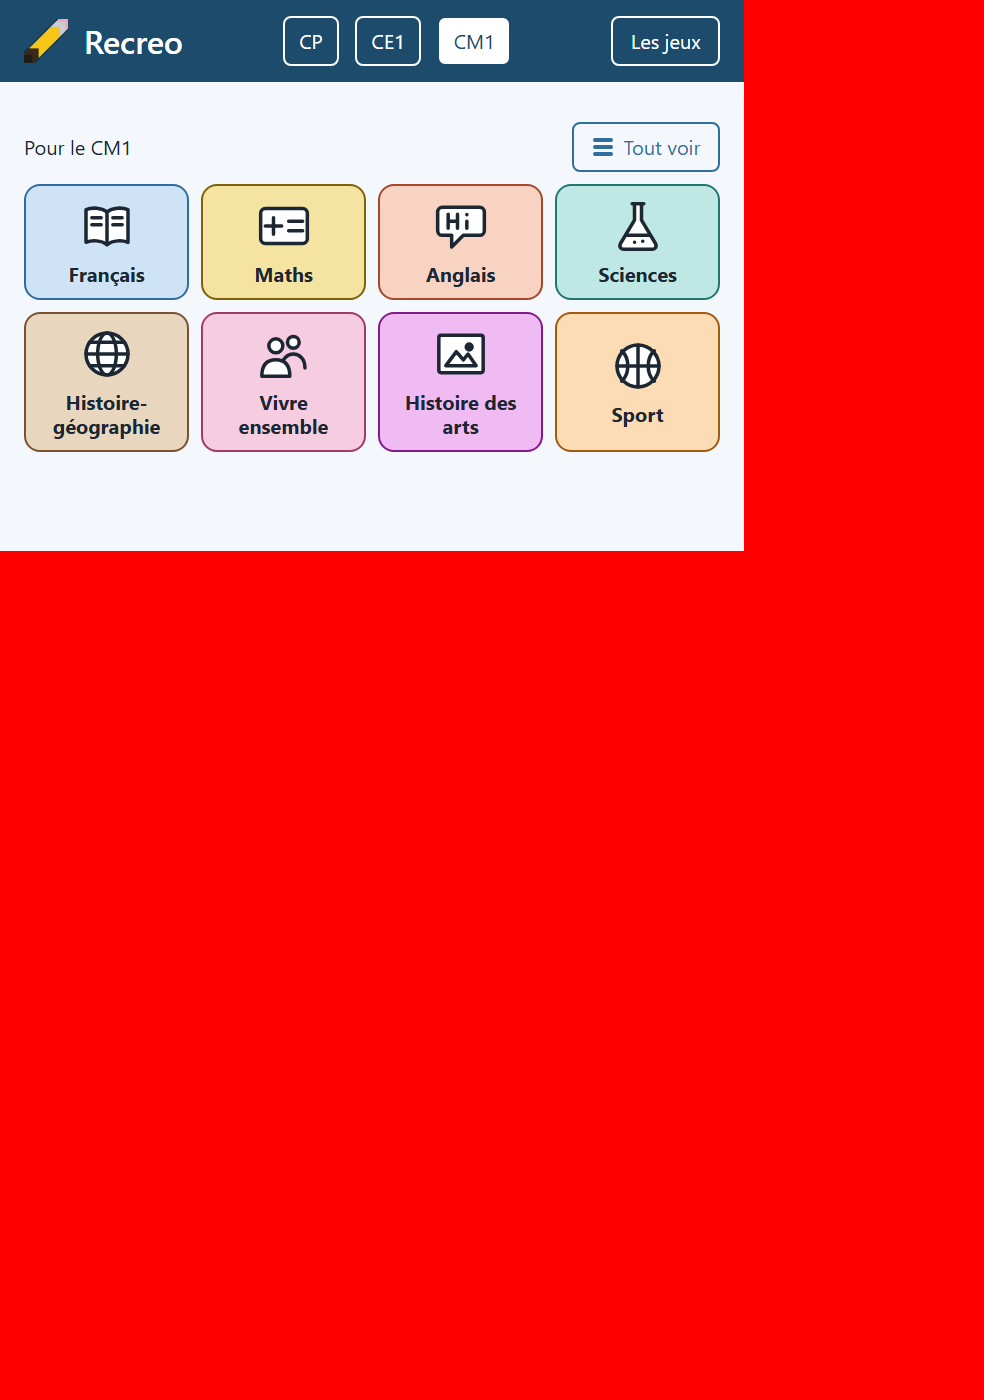 Recreo
CP
CE1
CM1
Les jeux
Pour le CM1
Tout voir
Français
Maths
Hi
Anglais
Sciences
Histoire-
géographie
Vivre
ensemble
Histoire des
arts
Sport